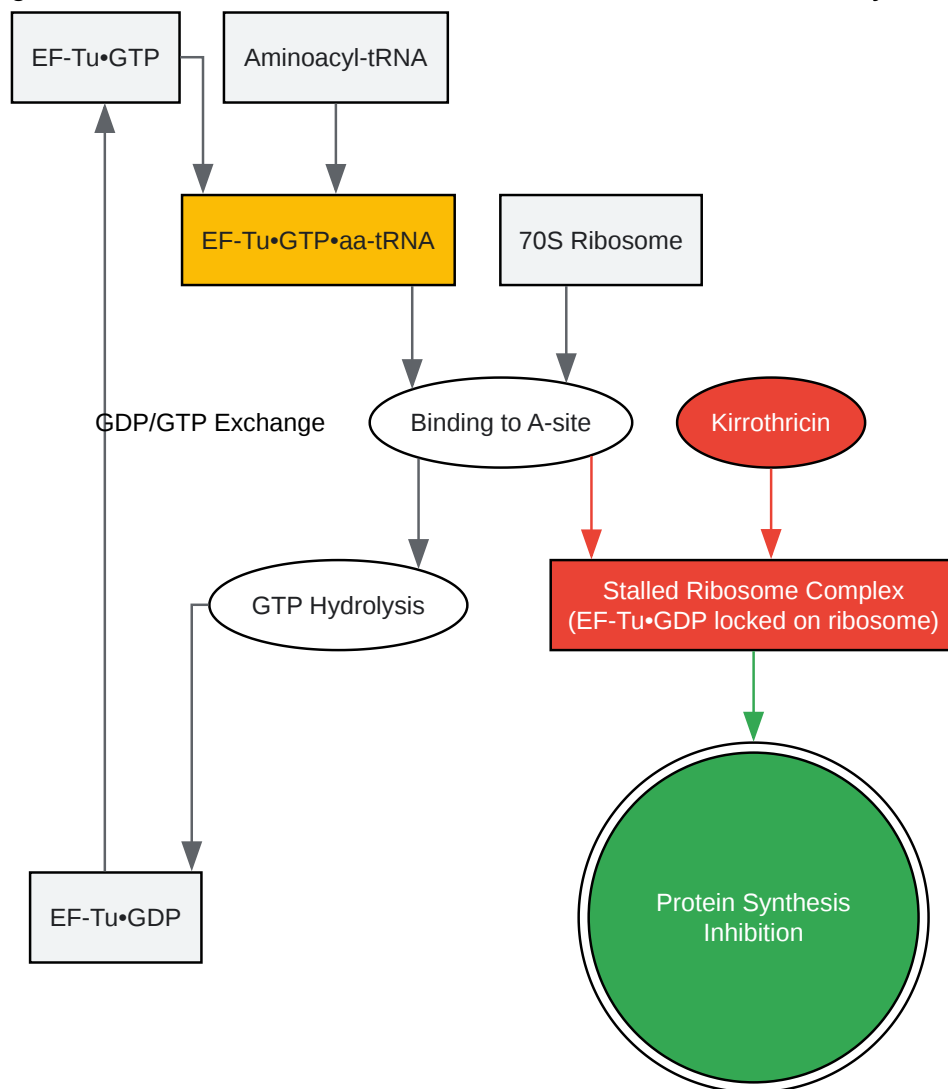 EF-Tu•GTP
Aminoacyl-tRNA
EF-Tu•GTP•aa-tRNA
70S Ribosome
GDP/GTP Exchange
Binding to A-site
Kirrothricin
GTP Hydrolysis
Stalled Ribosome Complex
(EF-Tu•GDP locked on ribosome)
EF-Tu•GDP
Protein Synthesis
Inhibition